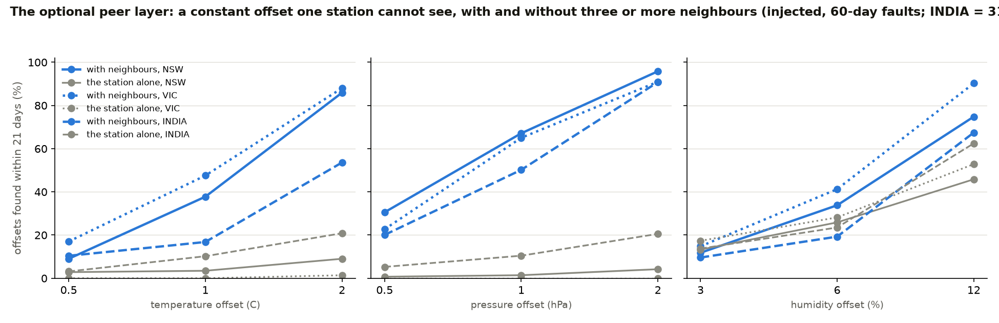 The optional peer layer: a constant offset one station cannot see, with and without three or more neighbours (injected, 60-day faults; INDIA = 31
100
80
60
40
20
0
offsets found within 21 days (%)
with neighbours, NSW
the station alone, NSW
with neighbours, VIC
the station alone, VIC
with neighbours, INDIA
the station alone, INDIA
0.5 1 2
temperature offset (C)
0.5 1 2
pressure offset (hPa)
3 6 12
humidity offset (%)